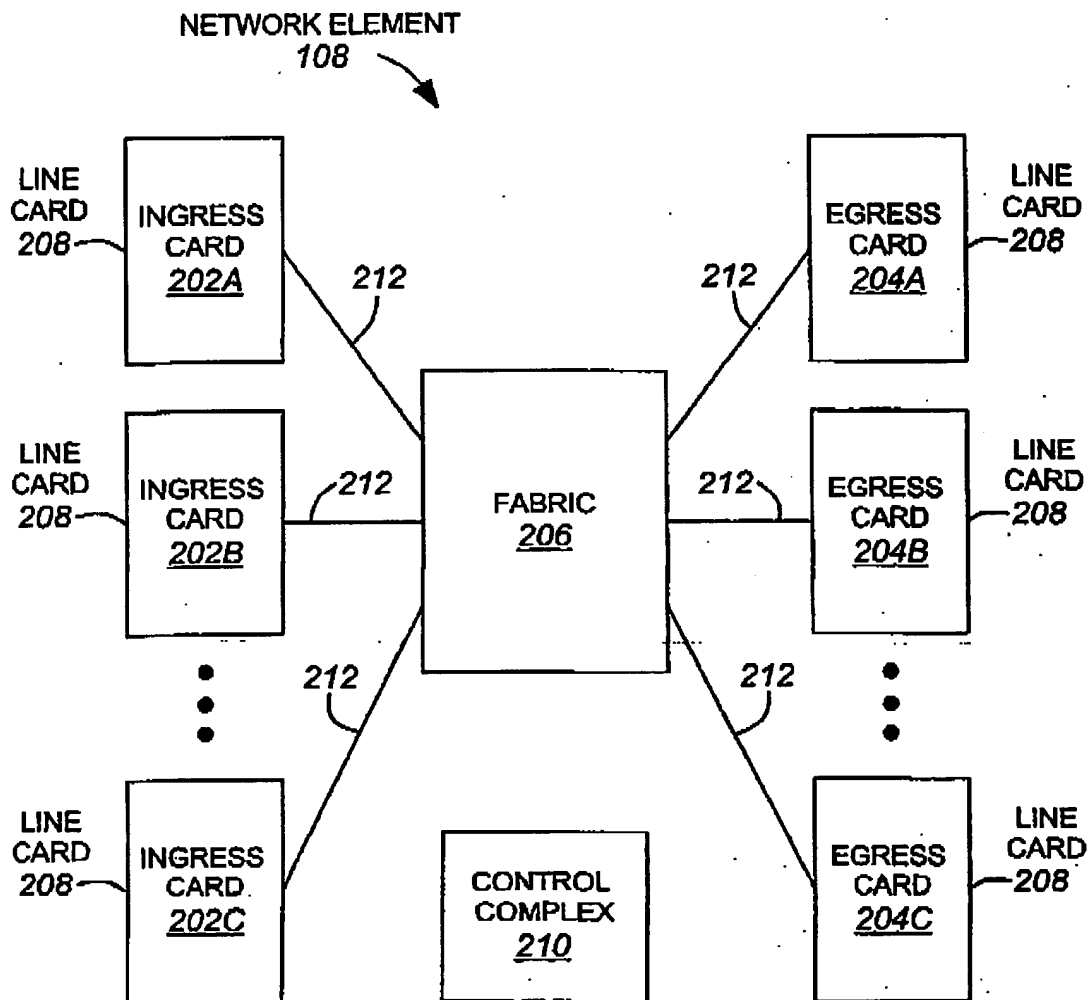 NETWORK ELEMENT
108
LINE
CARD
208
INGRESS
CARD
202A
212
212
EGRESS
CARD
204A
LINE
CARD
208
LINE
CARD
208
INGRESS
CARD
202B
212
FABRIC
206
212
EGRESS
CARD
204B
LINE
CARD
208
212
212
LINE
CARD
208
INGRESS
CARD
202C
CONTROL
COMPLEX
210
EGRESS
CARD
204C
LINE
CARD
208